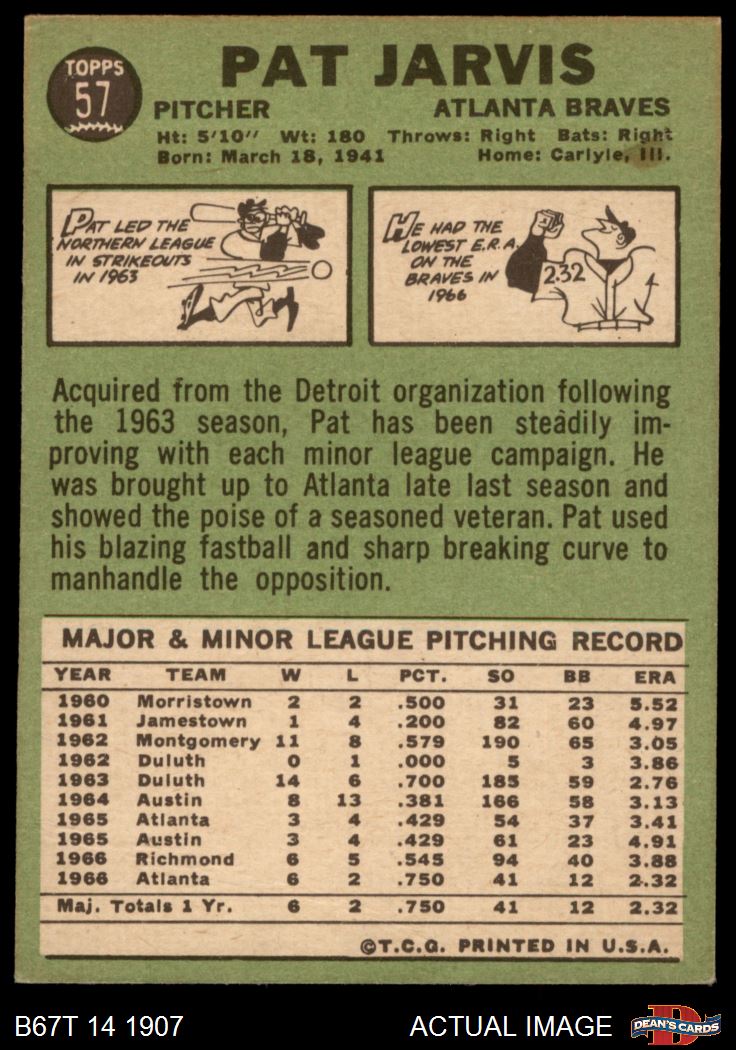 TOPPS
57
PAT JARVIS
PITCHER ATLANTA BRAVES
Ht: 5'10" Wt: 180 Throws: Right Bats: Right
Born: March 18, 1941 Home: Carlyle, Ill.
PAT LED THE
NORTHERN LEAGUE
IN STRIKEOUTS
IN 1963
HE HAD THE
LOWEST E.R.A.
ON THE
BRAVES IN
1966
2.32
Acquired from the Detroit organization following
the 1963 season, Pat has been steadily im-
proving with each minor league campaign. He
was brought up to Atlanta late last season and
showed the poise of a seasoned veteran. Pat used
his blazing fastball and sharp breaking curve to
manhandle the opposition.
MAJOR & MINOR LEAGUE PITCHING RECORD
YEAR TEAM W L PCT. SO BB ERA
1960 Morristown 2 2 .500 31 23 5.52
1961 Jamestown 1 4 .200 82 60 4.97
1962 Montgomery 11 8 .579 190 65 3.05
1962 Duluth 0 1 .000 5 3 3.86
1963 Duluth 14 6 .700 185 59 2.76
1964 Austin 8 13 .381 166 58 3.13
1965 Atlanta 3 4 .429 54 37 3.41
1965 Austin 3 4 .429 61 23 4.91
1966 Richmond 6 5 .545 94 40 3.88
1966 Atlanta 6 2 .750 41 12 2.32
Maj. Totals 1 Yr. 6 2 .750 41 12 2.32
©T.C.G. PRINTED IN U.S.A.
B67T 14 1907 ACTUAL IMAGE DEAN'S CARDS